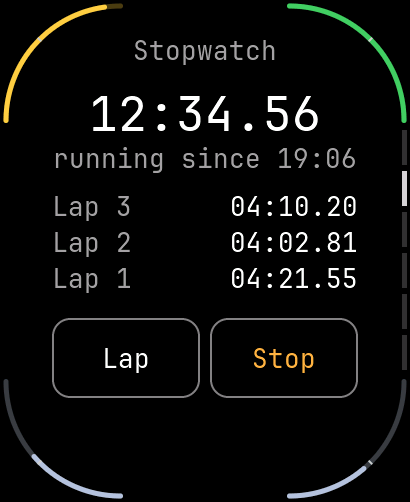 Stopwatch
12:34.56
running since 19:06
Lap 3 04:10.20
Lap 2 04:02.81
Lap 1 04:21.55
Lap Stop